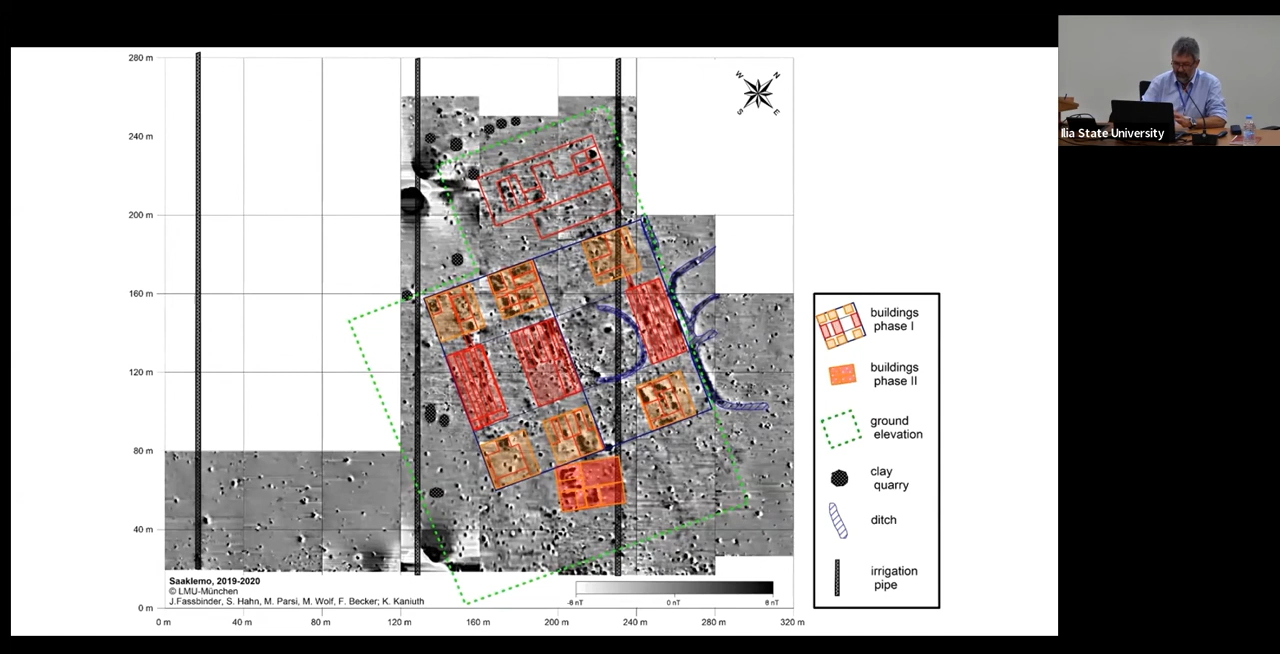 280 m
240 m
200 m
160 m
120 m
80 m
40 m
0 m
0 m 40 m 80 m 120 m 160 m 200 m 240 m 280 m 320 m
W N
S E
Saaklemo, 2019-2020
© LMU-München
J.Fassbinder, S. Hahn, M. Parsi, M. Wolf, F. Becker; K. Kaniuth
-6 nT 0 nT 6 nT
buildings
phase I
buildings
phase II
ground
elevation
clay
quarry
ditch
irrigation
pipe
Ilia State University